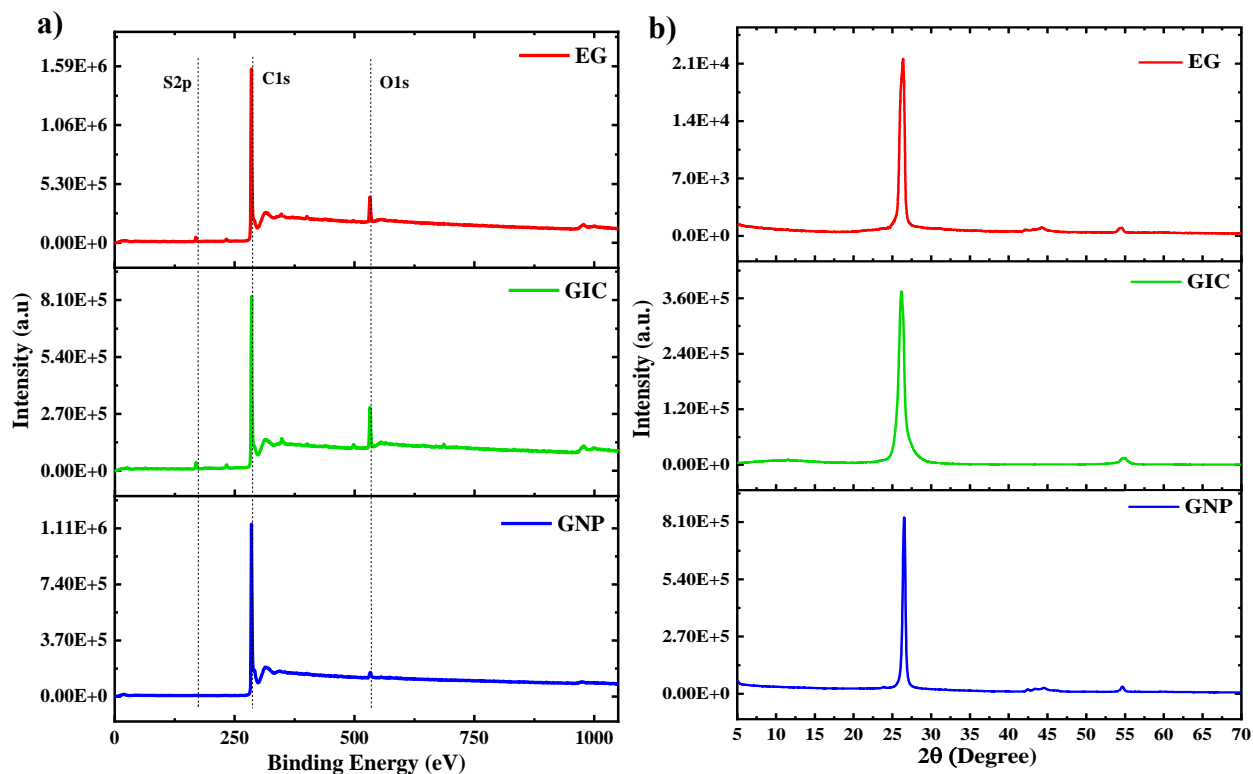 a)
EG
S2p
C1s
O1s
1.59E+6
1.06E+6
5.30E+5
0.00E+0
GIC
8.10E+5
5.40E+5
2.70E+5
0.00E+0
GNP
1.11E+6
7.40E+5
3.70E+5
0.00E+0
Intensity (a.u)
0 250 500 750 1000
Binding Energy (eV)
b)
EG
2.1E+4
1.4E+4
7.0E+3
0.0E+0
GIC
3.60E+5
2.40E+5
1.20E+5
0.00E+0
GNP
8.10E+5
5.40E+5
2.70E+5
0.00E+0
Intensity (a.u.)
5 10 15 20 25 30 35 40 45 50 55 60 65 70
2θ (Degree)